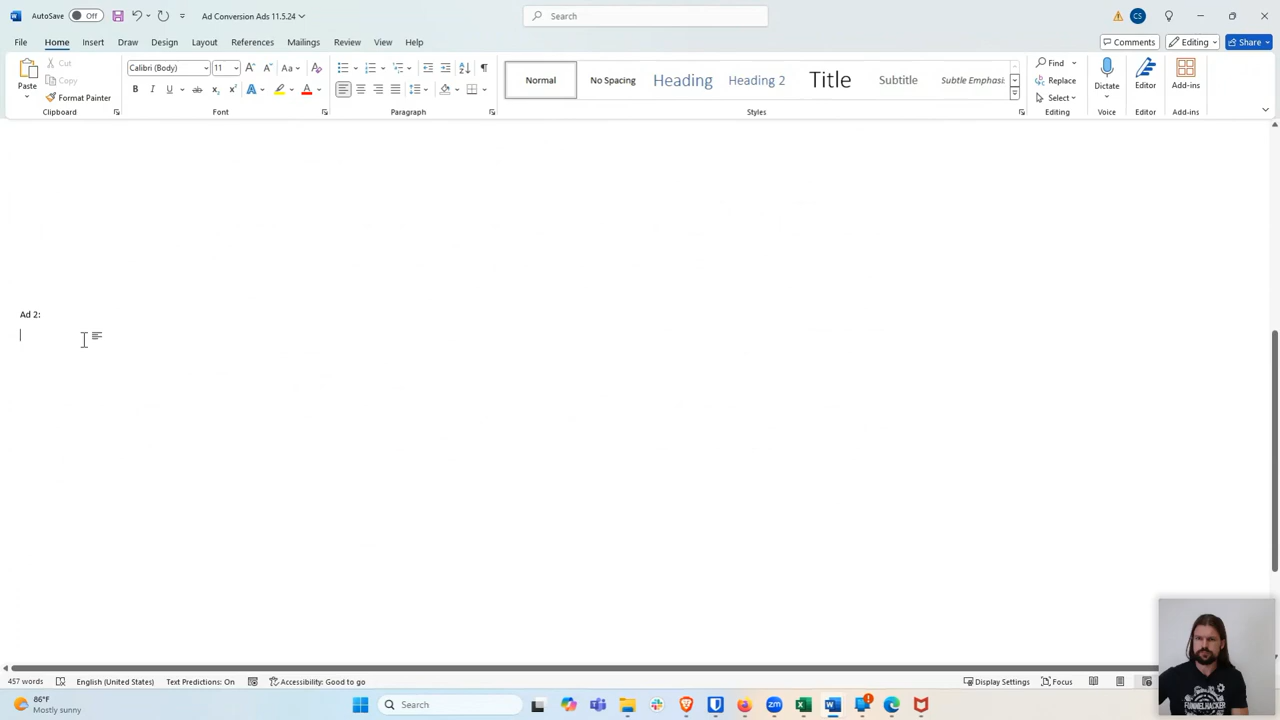 AutoSave Off Ad Conversion Ads 11.5.24 Search CS
File Home Insert Draw Design Layout References Mailings Review View Help Comments Editing Share
Paste Cut Copy Format Painter
Calibri (Body) 11
Normal No Spacing Heading Heading 2 Title Subtitle Subtle Emphasis
Find Replace Select Dictate Editor Add-ins
Clipboard Font Paragraph Styles Editing Voice Editor Add-ins
Ad 2:
FUNNELHACKER
457 words English (United States) Text Predictions: On Accessibility: Good to go Display Settings Focus
86°F
Mostly sunny
Search
zm
1